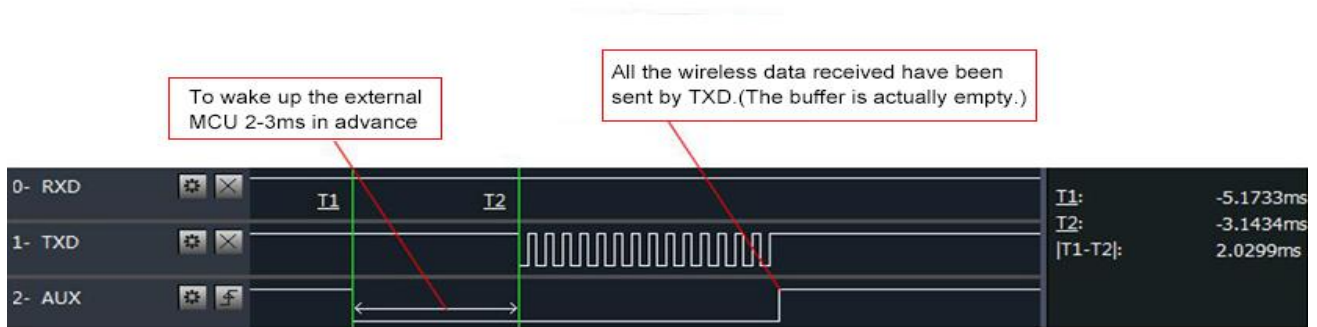 To wake up the external
MCU 2-3ms in advance
All the wireless data received have been
sent by TXD.(The buffer is actually empty.)
0- RXD
T1
T2
1- TXD
2- AUX
T1: -5.1733ms
T2: -3.1434ms
|T1-T2|: 2.0299ms